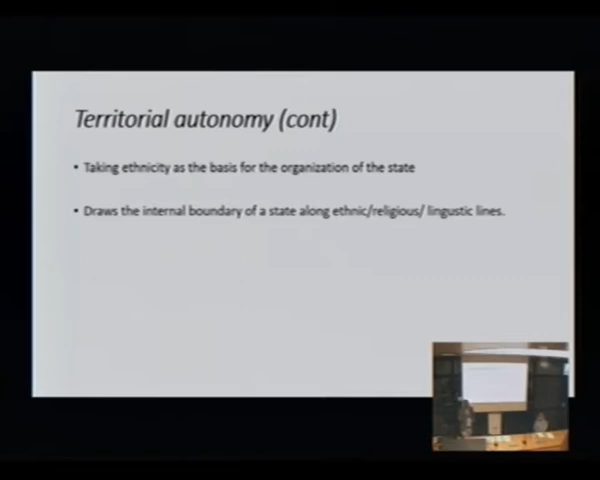 Territorial autonomy (cont)
• Taking ethnicity as the basis for the organization of the state
• Draws the internal boundary of a state along ethnic/religious/ lingustic lines.